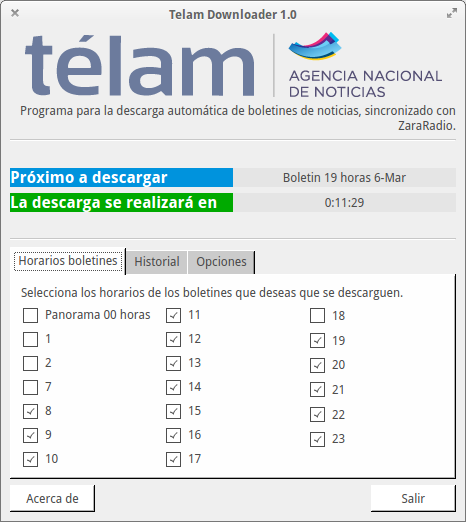 Telam Downloader 1.0
télam
AGENCIA NACIONAL
DE NOTICIAS
Programa para la descarga automática de boletines de noticias, sincronizado con
ZaraRadio.
Próximo a descargar
Boletin 19 horas 6-Mar
La descarga se realizará en
0:11:29
Horarios boletines
Historial
Opciones
Selecciona los horarios de los boletines que deseas que se descarguen.
Panorama 00 horas
1
2
7
8
9
10
11
12
13
14
15
16
17
18
19
20
21
22
23
Acerca de
Salir